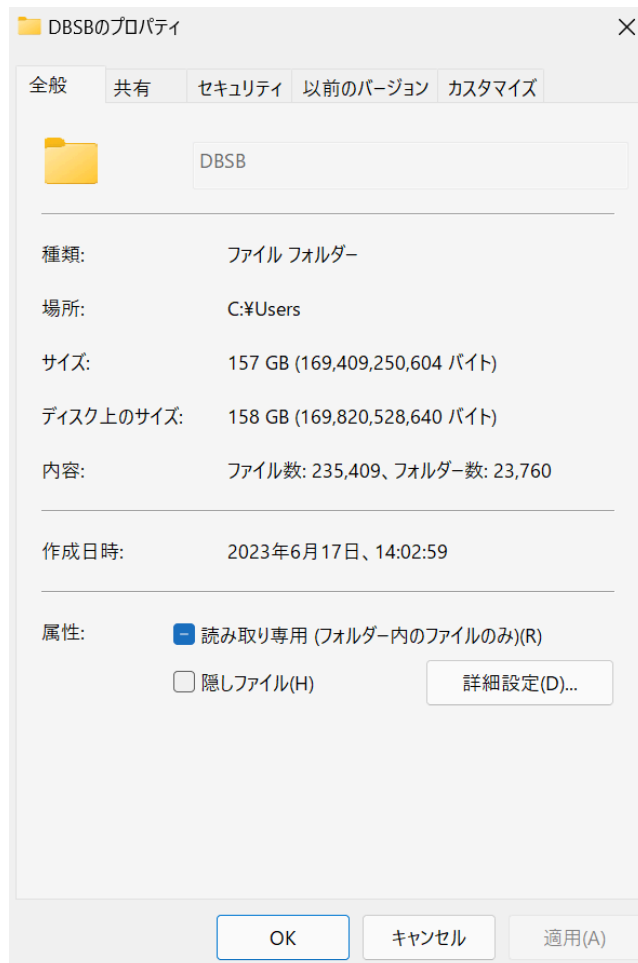 DBSBのプロパティ
全般 共有 セキュリティ 以前のバージョン カスタマイズ
DBSB
種類: ファイル フォルダー
場所: C:¥Users
サイズ: 157 GB (169,409,250,604 バイト)
ディスク上のサイズ: 158 GB (169,820,528,640 バイト)
内容: ファイル数: 235,409、フォルダー数: 23,760
作成日時: 2023年6月17日、14:02:59
属性: 読み取り専用 (フォルダー内のファイルのみ)(R)
隠しファイル(H) 詳細設定(D)...
OK キャンセル 適用(A)